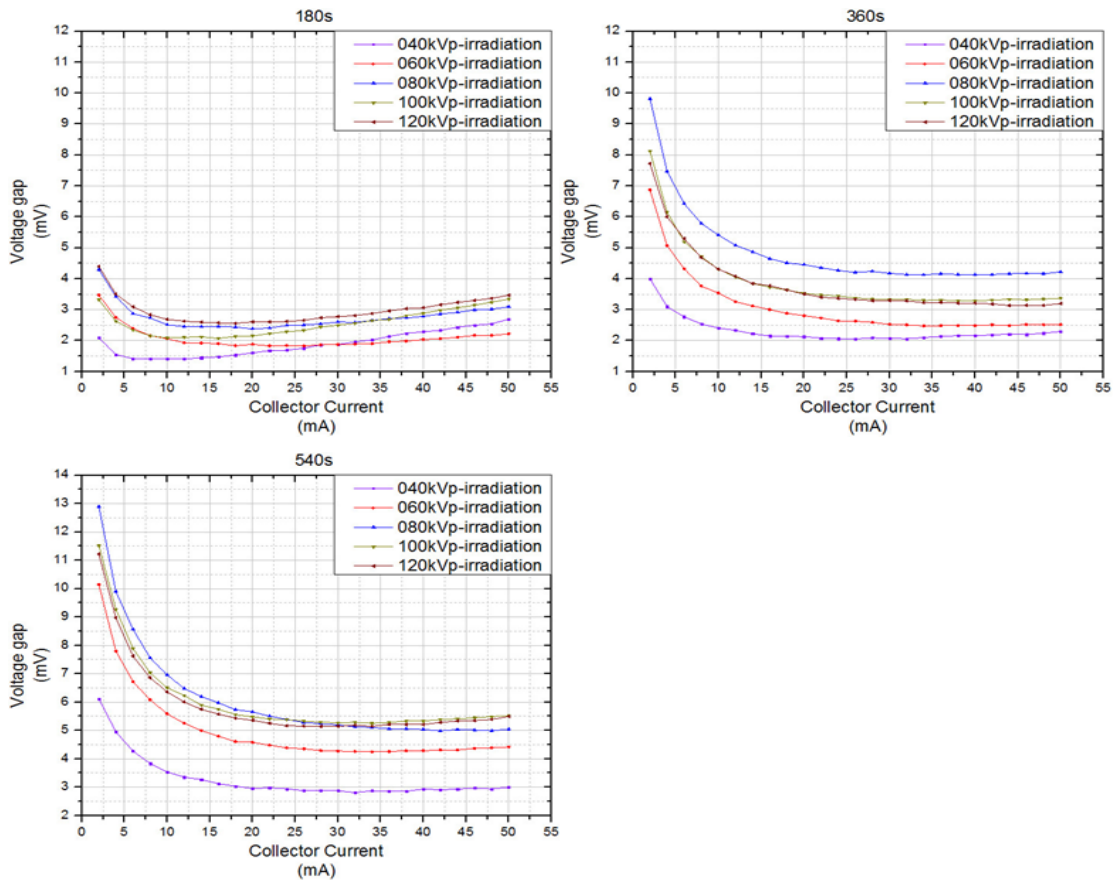 180s
12
11
10
9
8
7
6
5
4
3
2
1
Voltage gap
(mV)
040kVp-irradiation
060kVp-irradiation
080kVp-irradiation
100kVp-irradiation
120kVp-irradiation
0 5 10 15 20 25 30 35 40 45 50 55
Collector Current
(mA)
360s
12
11
10
9
8
7
6
5
4
3
2
1
Voltage gap
(mV)
040kVp-irradiation
060kVp-irradiation
080kVp-irradiation
100kVp-irradiation
120kVp-irradiation
0 5 10 15 20 25 30 35 40 45 50 55
Collector Current
(mA)
540s
14
13
12
11
10
9
8
7
6
5
4
3
2
Voltage gap
(mV)
040kVp-irradiation
060kVp-irradiation
080kVp-irradiation
100kVp-irradiation
120kVp-irradiation
0 5 10 15 20 25 30 35 40 45 50 55
Collector Current
(mA)